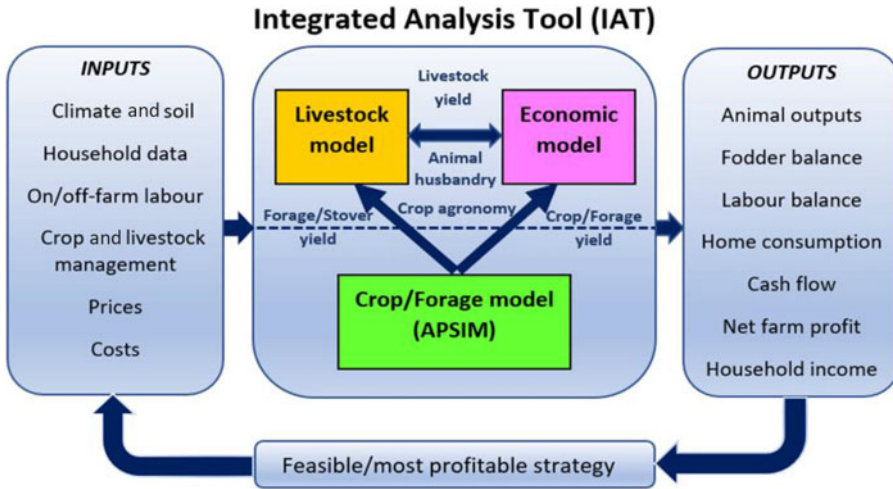 Integrated Analysis Tool (IAT)
INPUTS
Climate and soil
Household data
On/off-farm labour
Crop and livestock
management
Prices
Costs
Livestock
yield
Livestock
model
Economic
model
Animal
husbandry
Forage/Stover
yield
Crop agronomy
Crop/Forage
yield
Crop/Forage model
(APSIM)
OUTPUTS
Animal outputs
Fodder balance
Labour balance
Home consumption
Cash flow
Net farm profit
Household income
Feasible/most profitable strategy